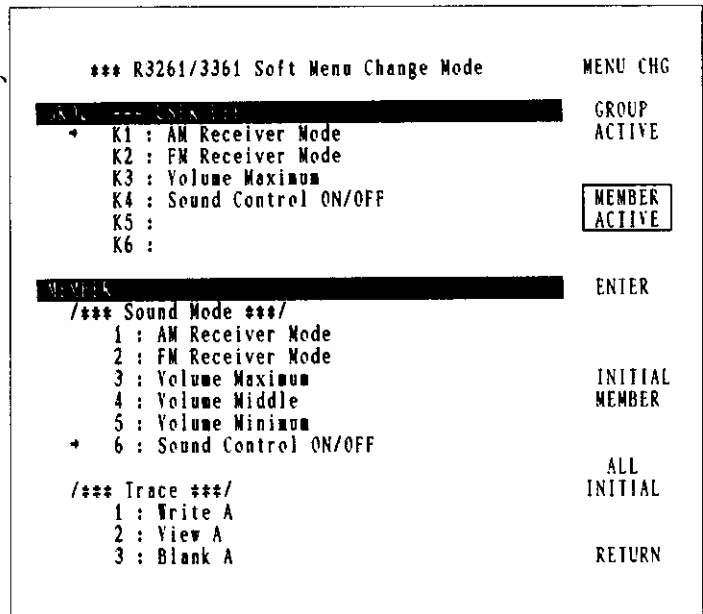 *** R3261/3361 Soft Menu Change Mode
MENU CHG
GROUP
ACTIVE
→ K1 : AM Receiver Mode
K2 : FM Receiver Mode
K3 : Volume Maximum
K4 : Sound Control ON/OFF
K5 :
K6 :
MEMBER
ACTIVE
MEMBER
ENTER
/*** Sound Mode ***/
1 : AM Receiver Mode
2 : FM Receiver Mode
3 : Volume Maximum
4 : Volume Middle
5 : Volume Minimum
→ 6 : Sound Control ON/OFF
INITIAL
MEMBER
/*** Trace ***/
1 : Write A
2 : View A
3 : Blank A
ALL
INITIAL
RETURN